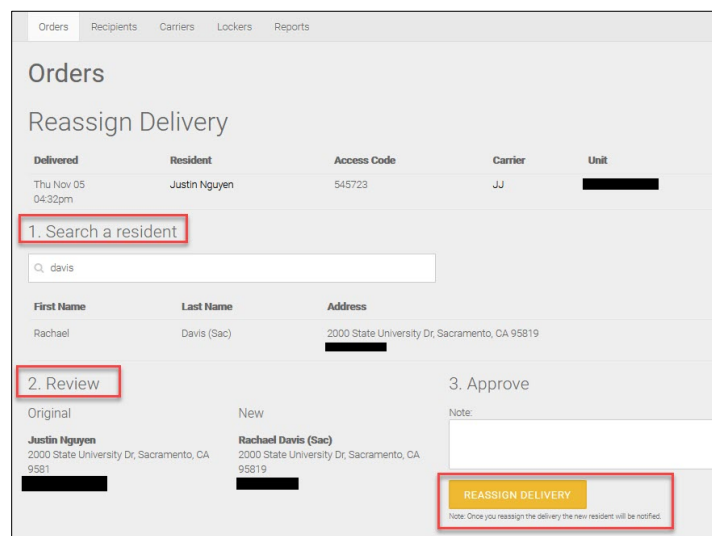 Orders Recipients Carriers Lockers Reports
Orders
Reassign Delivery
Delivered Resident Access Code Carrier Unit
Thu Nov 05 Justin Nguyen 545723 JJ
04:32pm
1. Search a resident
davis
First Name Last Name Address
Rachael Davis (Sac) 2000 State University Dr, Sacramento, CA 95819
2. Review
Original New
Justin Nguyen Rachael Davis (Sac)
2000 State University Dr, Sacramento, CA 2000 State University Dr, Sacramento, CA
9581 95819
3. Approve
Note:
REASSIGN DELIVERY
Note: Once you reassign the delivery the new resident will be notified.